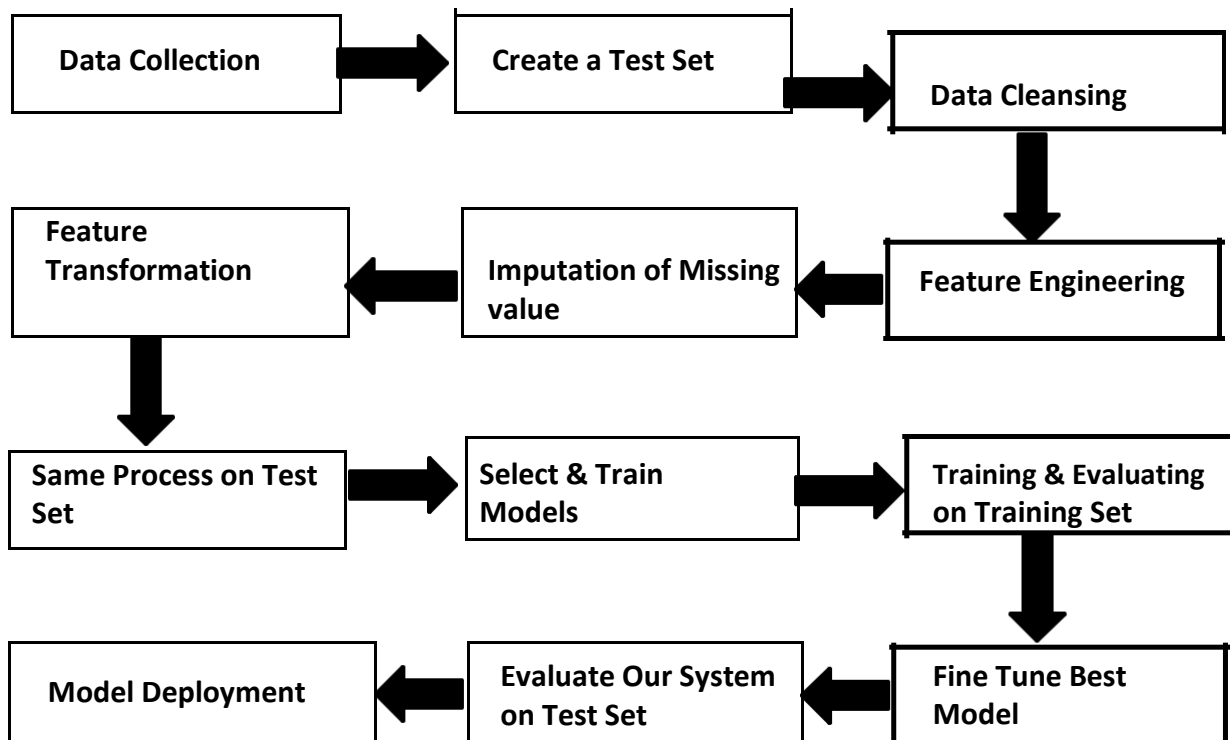 Data Collection
Create a Test Set
Data Cleansing
Feature
Transformation
Imputation of Missing
value
Feature Engineering
Same Process on Test
Set
Select & Train
Models
Training & Evaluating
on Training Set
Model Deployment
Evaluate Our System
on Test Set
Fine Tune Best
Model